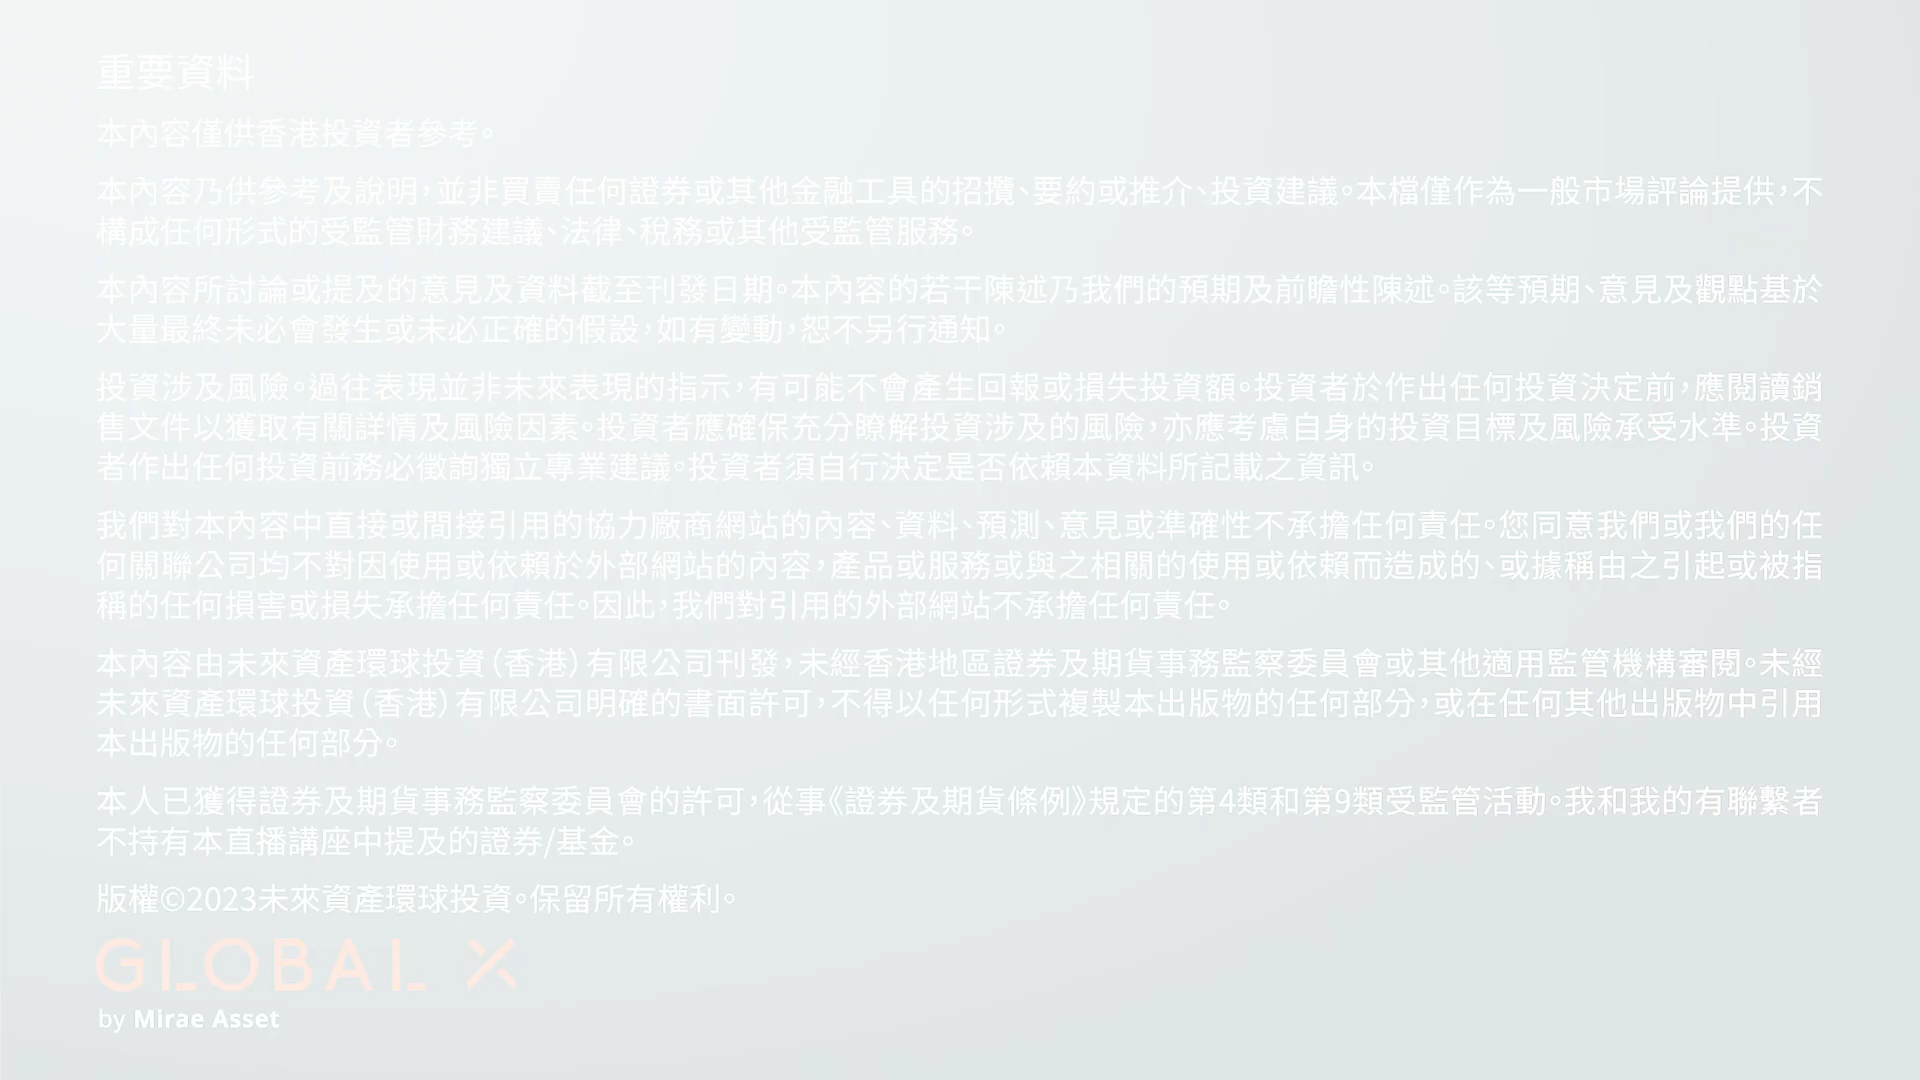 重要資料
本內容僅供香港投資者參考。
本內容乃供參考及說明，並非買賣任何證券或其他金融工具的招攬、要約或推介、投資建議。本檔僅作為一般市場評論提供，不
構成任何形式的受監管財務建議、法律、稅務或其他受監管服務。
本內容所討論或提及的意見及資料截至刊發日期。本內容的若干陳述乃我們的預期及前瞻性陳述。該等預期、意見及觀點基於
大量最終未必會發生或未必正確的假設，如有變動，恕不另行通知。
投資涉及風險。過往表現並非未來表現的指示，有可能不會產生回報或損失投資額。投資者於作出任何投資決定前，應閱讀銷
售文件以獲取有關詳情及風險因素。投資者應確保充分瞭解投資涉及的風險，亦應考慮自身的投資目標及風險承受水準。投資
者作出任何投資前務必徵詢獨立專業建議。投資者須自行決定是否依賴本資料所記載之資訊。
我們對本內容中直接或間接引用的協力廠商網站的內容、資料、預測、意見或準確性不承擔任何責任。您同意我們或我們的任
何關聯公司均不對因使用或依賴於外部網站的內容，產品或服務或與之相關的使用或依賴而造成的、或據稱由之引起或被指
稱的任何損害或損失承擔任何責任。因此，我們對引用的外部網站不承擔任何責任。
本內容由未來資產環球投資（香港）有限公司刊發，未經香港地區證券及期貨事務監察委員會或其他適用監管機構審閱。未經
未來資產環球投資（香港）有限公司明確的書面許可，不得以任何形式複製本出版物的任何部分，或在任何其他出版物中引用
本出版物的任何部分。
本人已獲得證券及期貨事務監察委員會的許可，從事《證券及期貨條例》規定的第4類和第9類受監管活動。我和我的有聯繫者
不持有本直播講座中提及的證券/基金。
版權©2023未來資產環球投資。保留所有權利。
GLOBAL X
by Mirae Asset